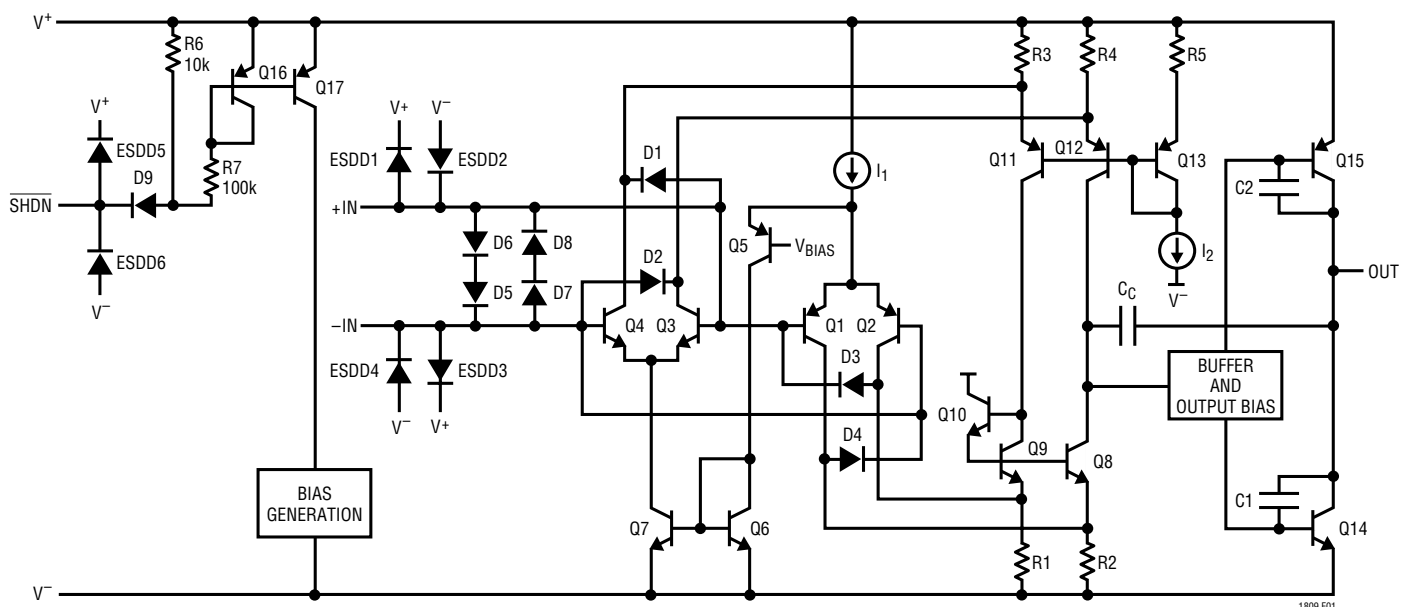 V+
R6
10k
Q16
Q17
R3
R4
R5
V+
ESDD5
D9
R7
100k
SHDN
ESDD6
V−
V+
V−
ESDD1
ESDD2
D1
+IN
D6
D8
D2
D5
D7
−IN
Q4
Q3
Q5
VBIAS
I1
Q11
Q12
Q13
Q15
C2
I2
V−
OUT
CC
Q1
Q2
D3
ESDD4
ESDD3
V−
V+
D4
Q10
Q9
Q8
BUFFER
AND
OUTPUT BIAS
BIAS
GENERATION
Q7
Q6
C1
Q14
R1
R2
V−
1809 F01